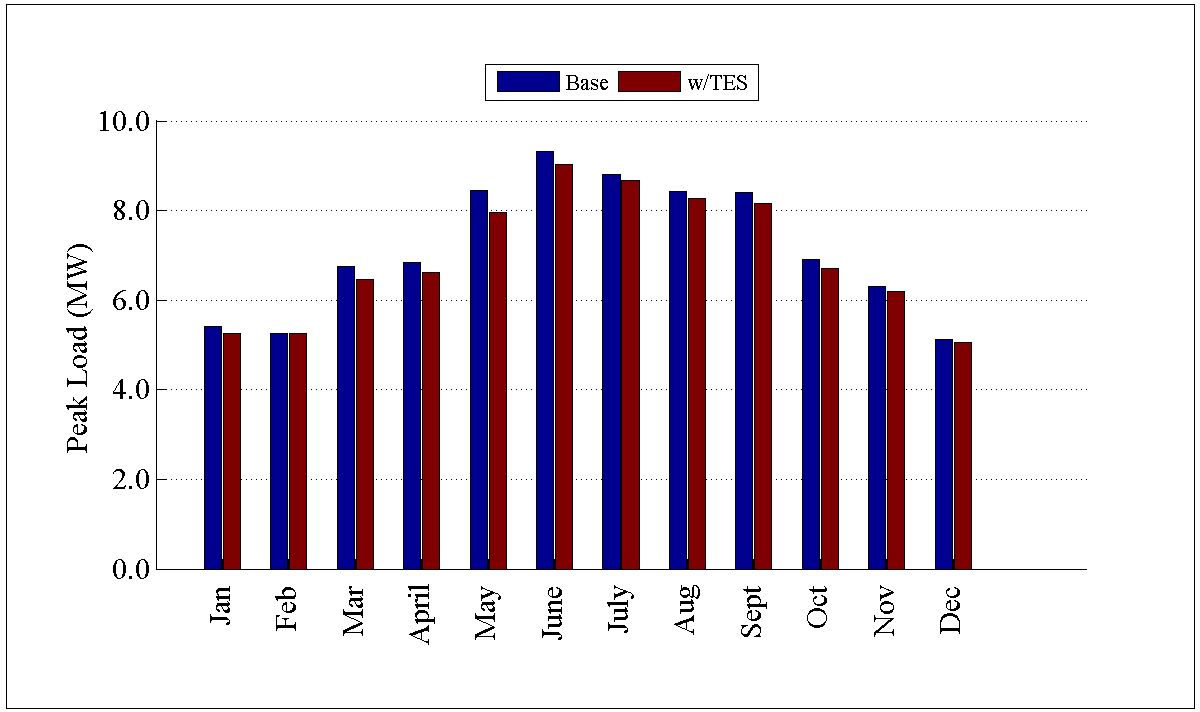 Base w/TES
10.0
8.0
6.0
4.0
2.0
0.0
Peak Load (MW)
Jan
Feb
Mar
April
May
June
July
Aug
Sept
Oct
Nov
Dec